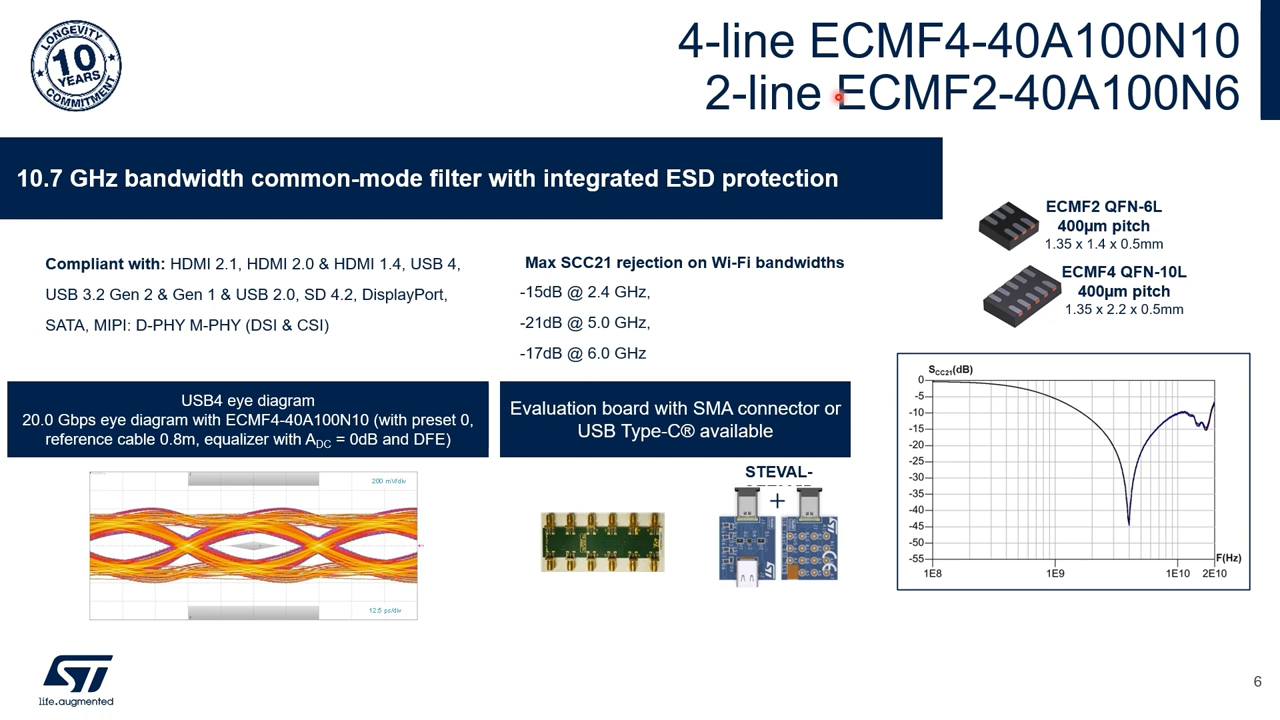 LONGEVITY
10
YEARS
COMMITMENT
4-line ECMF4-40A100N10
2-line ECMF2-40A100N6
10.7 GHz bandwidth common-mode filter with integrated ESD protection
Compliant with: HDMI 2.1, HDMI 2.0 & HDMI 1.4, USB 4,
USB 3.2 Gen 2 & Gen 1 & USB 2.0, SD 4.2, DisplayPort,
SATA, MIPI: D-PHY M-PHY (DSI & CSI)
Max SCC21 rejection on Wi-Fi bandwidths
-15dB @ 2.4 GHz,
-21dB @ 5.0 GHz,
-17dB @ 6.0 GHz
ECMF2 QFN-6L
400µm pitch
1.35 x 1.4 x 0.5mm
ECMF4 QFN-10L
400µm pitch
1.35 x 2.2 x 0.5mm
USB4 eye diagram
20.0 Gbps eye diagram with ECMF4-40A100N10 (with preset 0,
reference cable 0.8m, equalizer with ADC = 0dB and DFE)
200 mV/div
12.5 ps/div
Evaluation board with SMA connector or
USB Type-C® available
STEVAL-
+
SCC21(dB)
0
-5
-10
-15
-20
-25
-30
-35
-40
-45
-50
-55
F(Hz)
1E8
1E9
1E10
2E10
ST
life.augmented
6